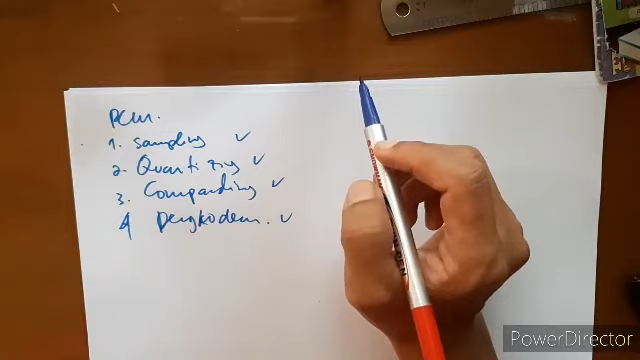 PCM.
1. Sampling ✓
2. Quantizing ✓
3. Companding ✓
4 Pengkodean. ✓
PowerDirector